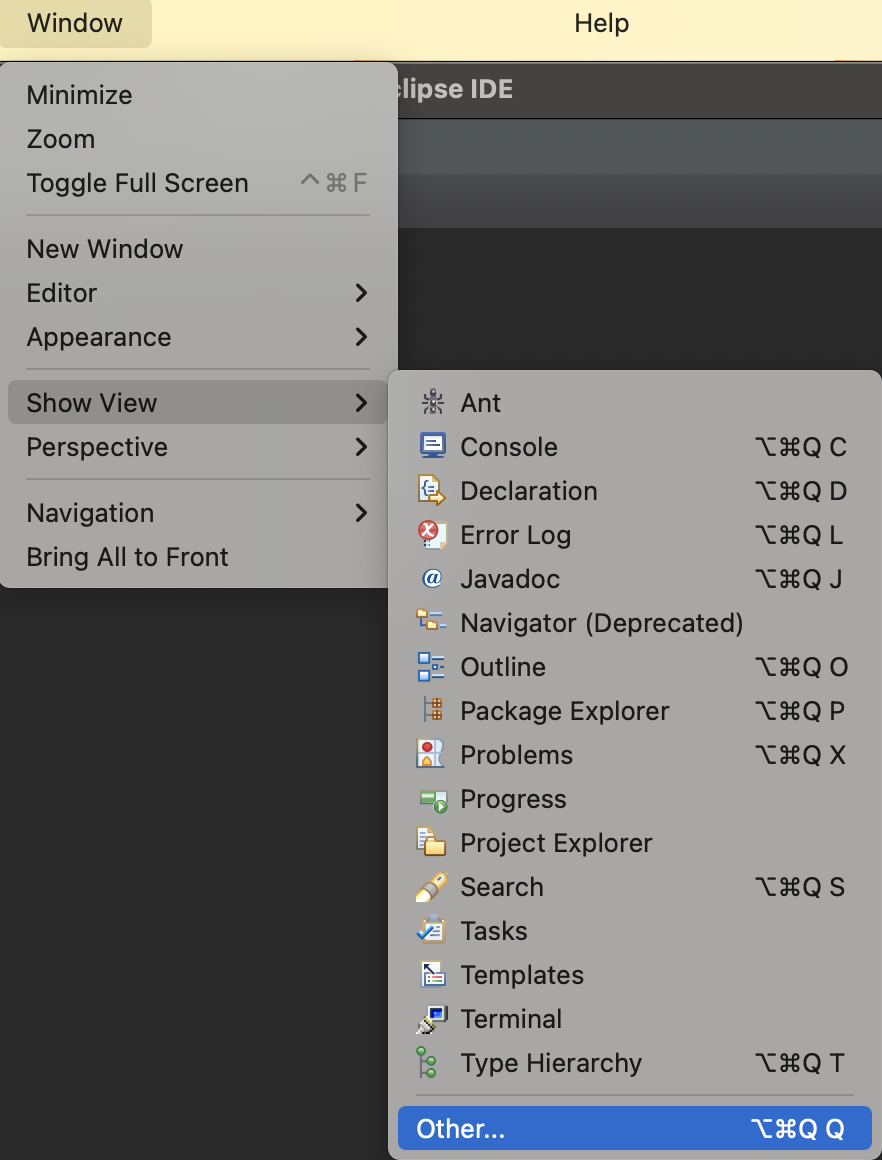 Window Help
clipse IDE
Minimize
Zoom
Toggle Full Screen ^⌘F
New Window
Editor
Appearance
Show View
Perspective
Navigation
Bring All to Front
Ant
Console ⌥⌘Q C
Declaration ⌥⌘Q D
Error Log ⌥⌘Q L
Javadoc ⌥⌘Q J
Navigator (Deprecated)
Outline ⌥⌘Q O
Package Explorer ⌥⌘Q P
Problems ⌥⌘Q X
Progress
Project Explorer
Search ⌥⌘Q S
Tasks
Templates
Terminal
Type Hierarchy ⌥⌘Q T
Other... ⌥⌘Q Q